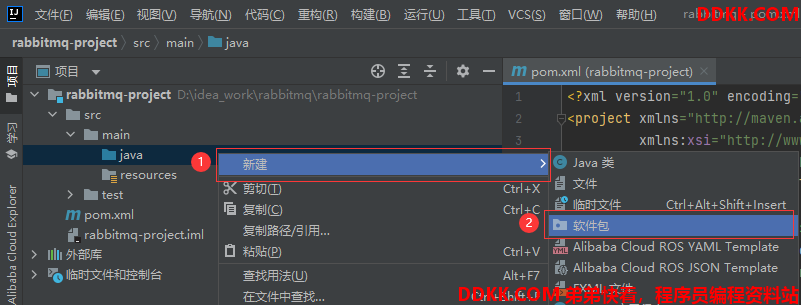 文件(F) 编辑(E) 视图(V) 导航(N) 代码(C) 重构(R) 构建(B) 运行(U) 工具(T) VCS(S) 窗口(W) 帮助(H) rabbitmq-project
DDKK.COM
rabbitmq-project src main java
项目
项目
pom.xml (rabbitmq-project)
rabbitmq-project D:\idea_work\rabbitmq\rabbitmq-project
src
main
java
resources
test
pom.xml
rabbitmq-project.iml
外部库
临时文件和控制台
学习
Alibaba Cloud Explorer
1 <?xml version="1.0" encoding=
2 <project xmlns="http://maven.a
3 xmlns:xsi="http://ww
1
新建
剪切(T) Ctrl+X
复制(C) Ctrl+C
复制路径/引用...
粘贴(P) Ctrl+V
查找用法(U) Alt+F7
在文件中查找...
Java 类
文件
临时文件 Ctrl+Alt+Shift+Insert
2
软件包
Alibaba Cloud ROS YAML Template
Alibaba Cloud ROS JSON Template
FXML 文件
DDKK.COM 弟弟快看，程序员编程资料站